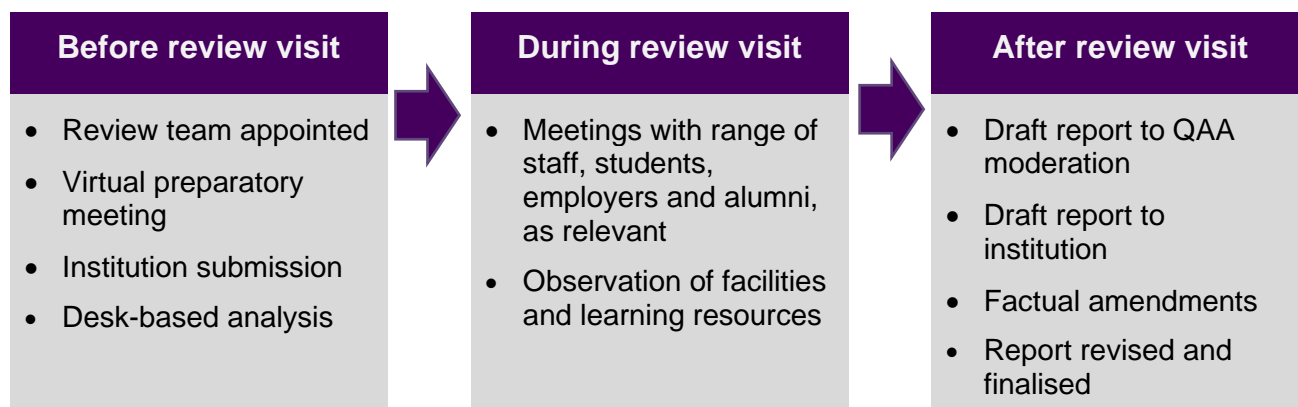 Before review visit
• Review team appointed
• Virtual preparatory
meeting
• Institution submission
• Desk-based analysis
During review visit
• Meetings with range of
staff, students,
employers and alumni,
as relevant
• Observation of facilities
and learning resources
After review visit
• Draft report to QAA
moderation
• Draft report to
institution
• Factual amendments
• Report revised and
finalised